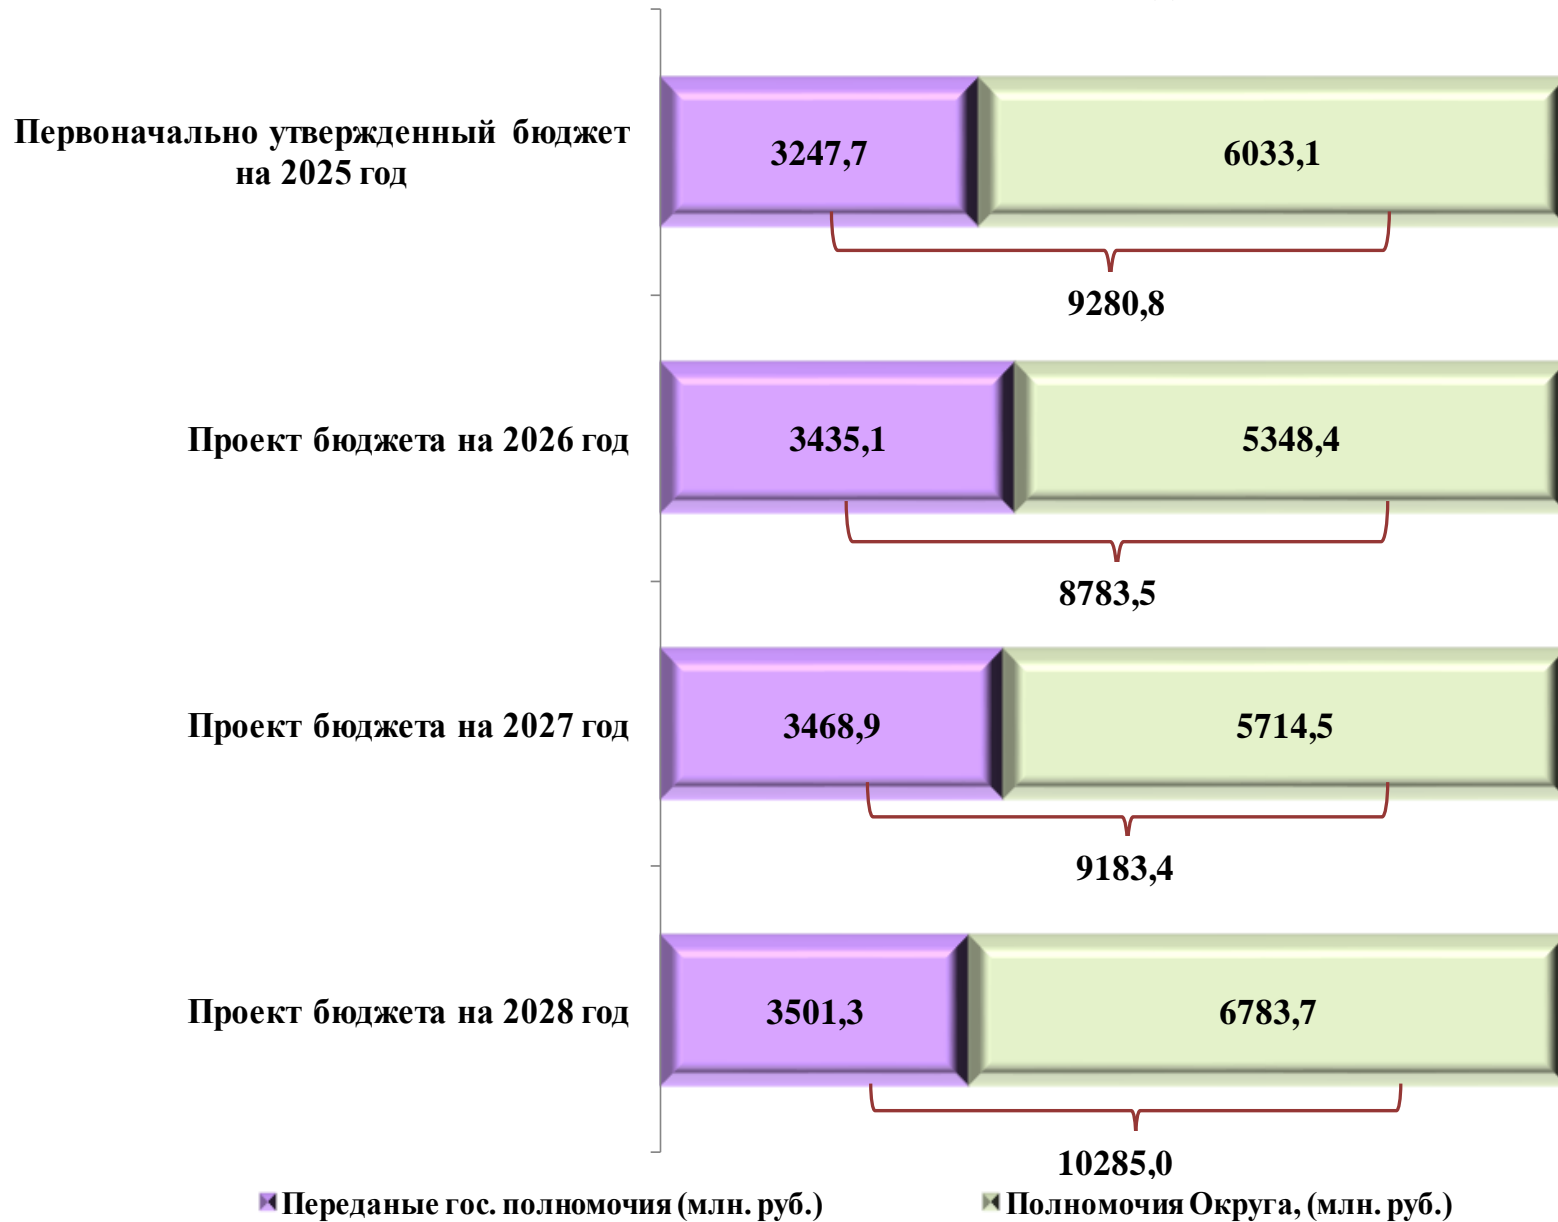 Первоначально утвержденный бюджет
на 2025 год
3247,7
6033,1
9280,8
Проект бюджета на 2026 год
3435,1
5348,4
8783,5
Проект бюджета на 2027 год
3468,9
5714,5
9183,4
Проект бюджета на 2028 год
3501,3
6783,7
10285,0
Переданые гос. полномочия (млн. руб.)
Полномочия Округа, (млн. руб.)